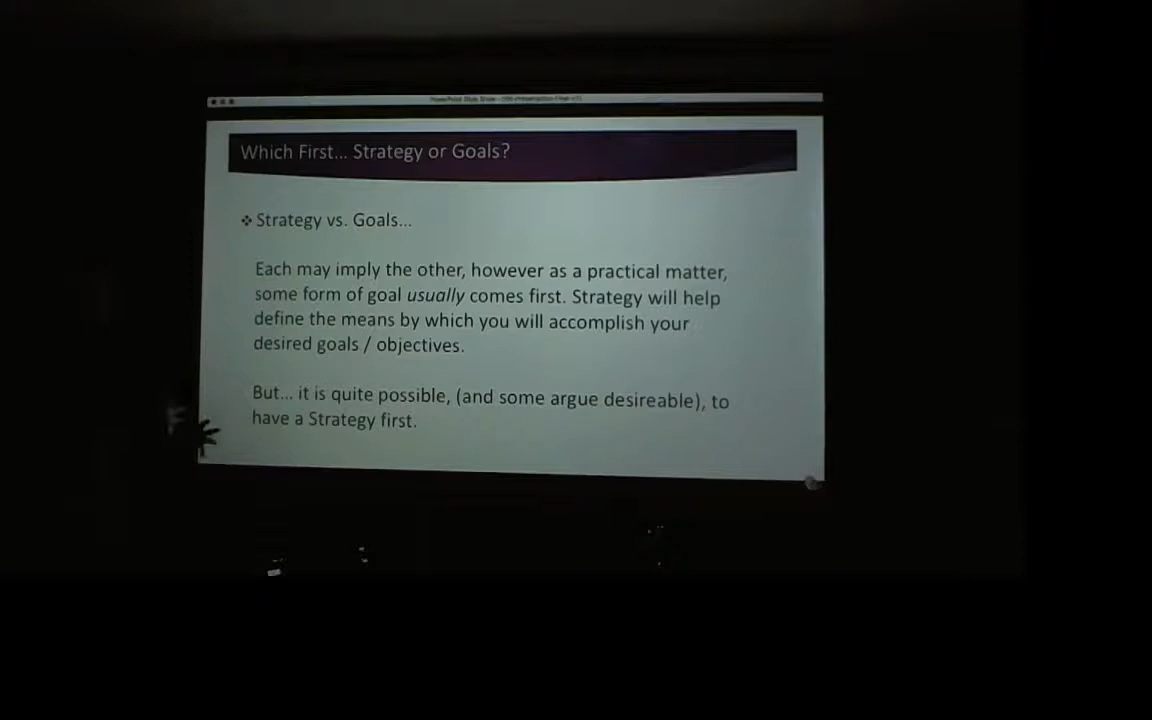 Which First... Strategy or Goals?
❖ Strategy vs. Goals...
Each may imply the other, however as a practical matter,
some form of goal usually comes first. Strategy will help
define the means by which you will accomplish your
desired goals / objectives.
But... it is quite possible, (and some argue desireable), to
have a Strategy first.